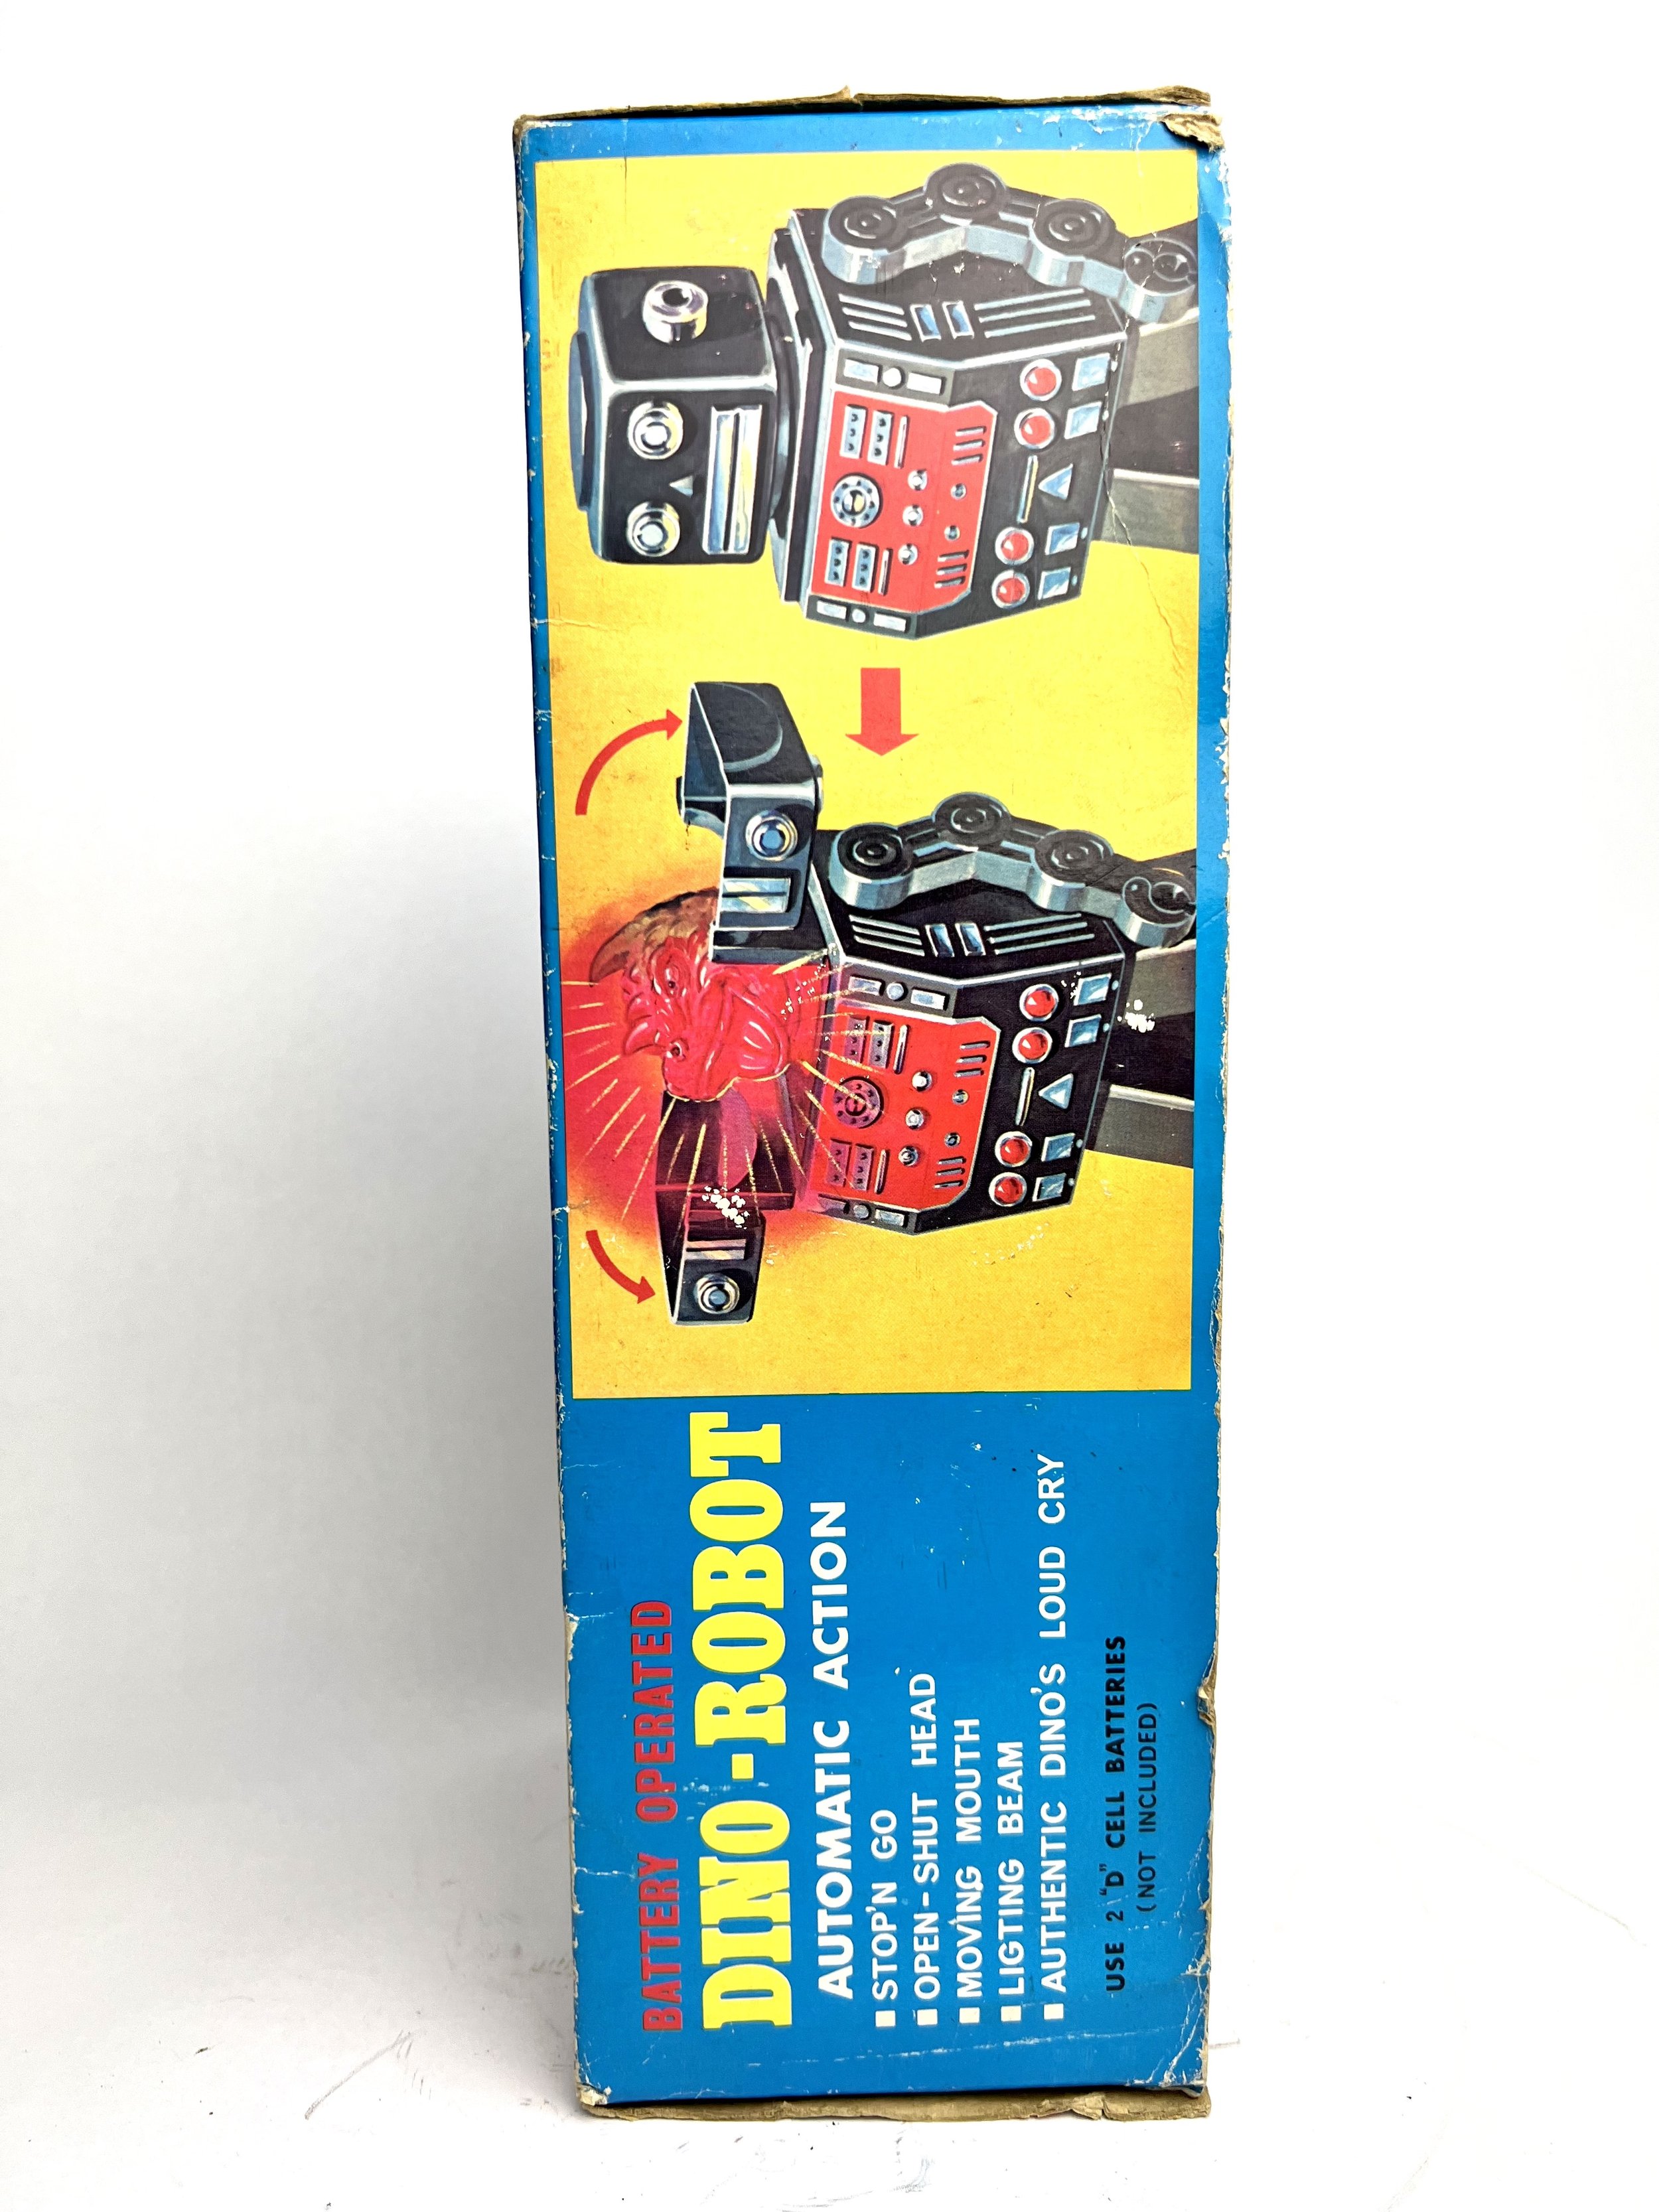 BATTERY OPERATED
DINO-ROBOT
AUTOMATIC ACTION
■ STOP'N GO
■ OPEN-SHUT HEAD
■ MOVING MOUTH
■ LIGTING BEAM
■ AUTHENTIC DINO'S LOUD CRY
USE 2 "D" CELL BATTERIES
(NOT INCLUDED)